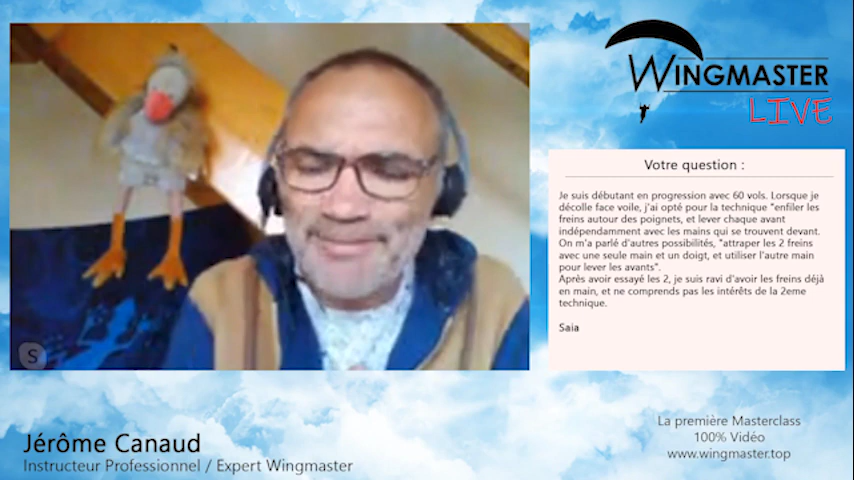 WINGMASTER
LIVE
Votre question :
Je suis débutant en progression avec 60 vols. Lorsque je
décolle face voile, j'ai opté pour la technique "enfiler les
freins autour des poignets, et lever chaque avant
indépendamment avec les mains qui se trouvent devant.
On m'a parlé d'autres possibilités, "attraper les 2 freins
avec une seule main et un doigt, et utiliser l'autre main
pour lever les avants".
Après avoir essayé les 2, je suis ravi d'avoir les freins déjà
en main, et ne comprends pas les intérêts de la 2eme
technique.
Saia
S
Jérôme Canaud
Instructeur Professionnel / Expert Wingmaster
La première Masterclass
100% Vidéo
www.wingmaster.top